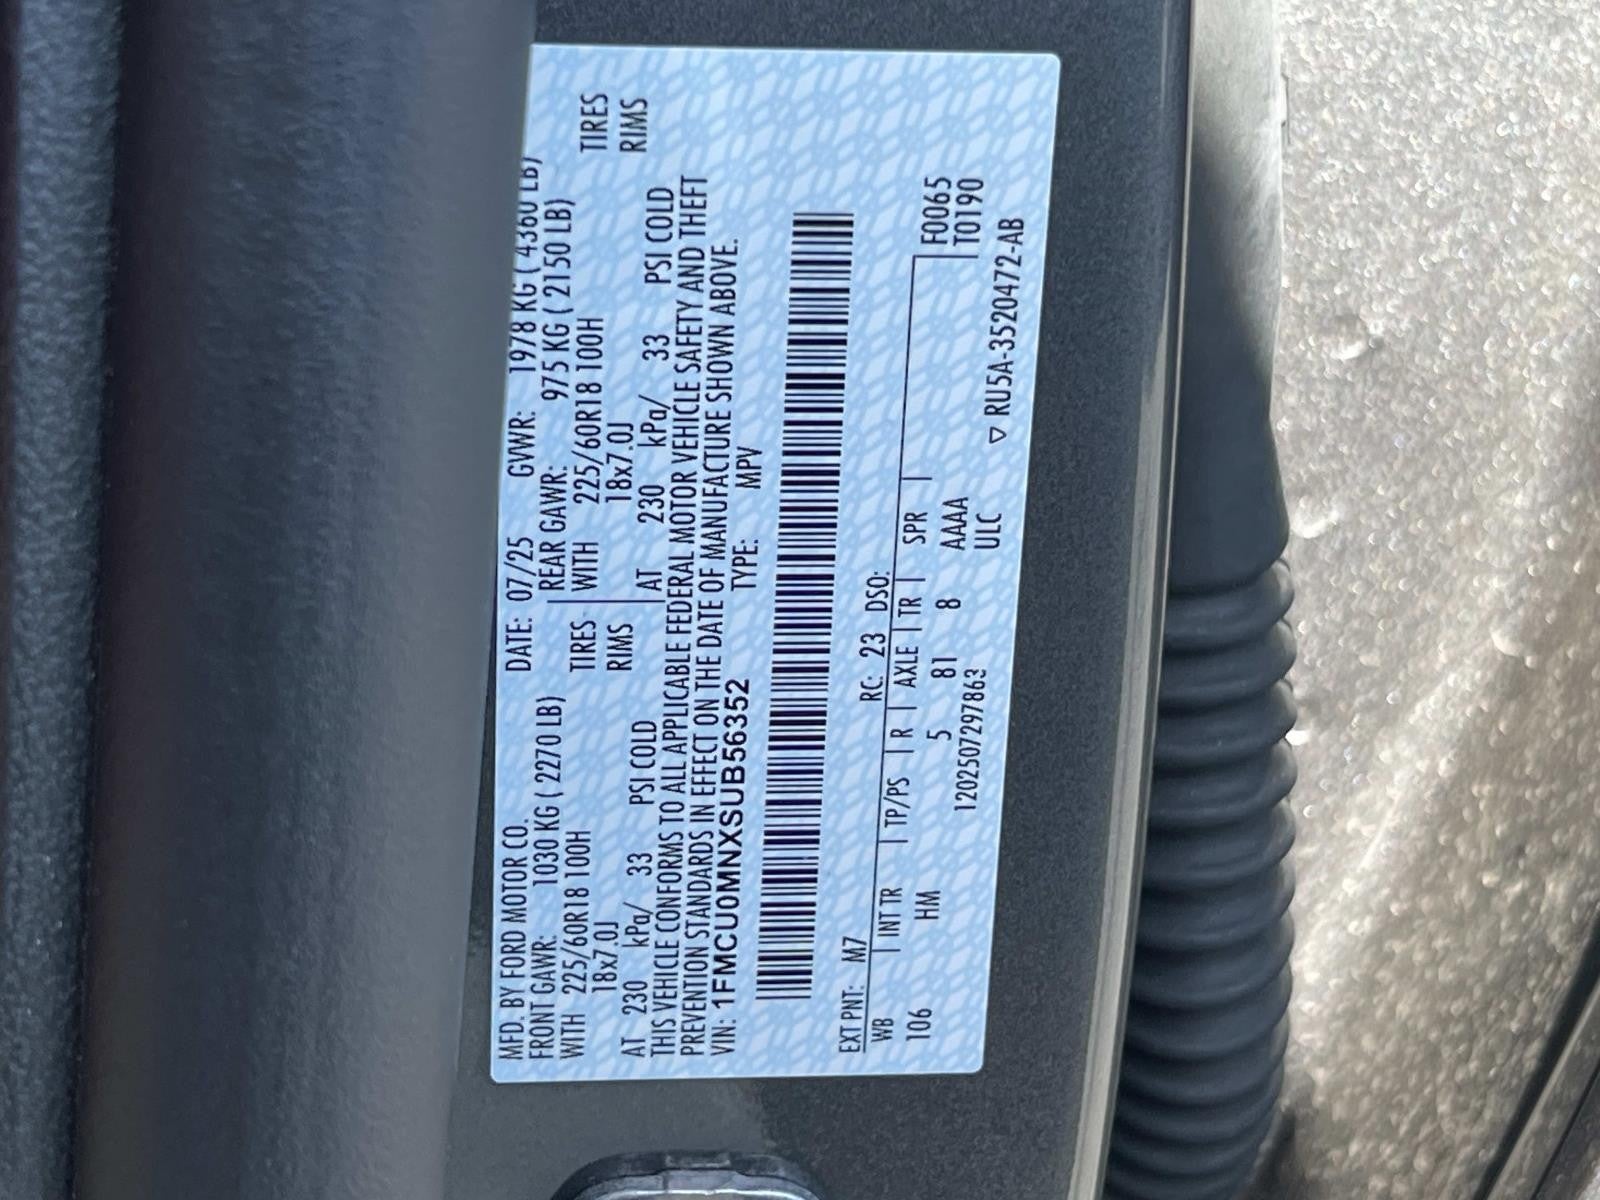 MFD. BY FORD MOTOR CO. DATE: 07/25 GVWR: 1978 KG ( 4360 LB)
FRONT GAWR: 1030 KG ( 2270 LB) REAR GAWR: 975 KG ( 2150 LB)
WITH 225/60R18 100H TIRES WITH 225/60R18 100H TIRES
18x7.0J RIMS 18x7.0J RIMS
AT 230 kPa/ 33 PSI COLD AT 230 kPa/ 33 PSI COLD
THIS VEHICLE CONFORMS TO ALL APPLICABLE FEDERAL MOTOR VEHICLE SAFETY AND THEFT
PREVENTION STANDARDS IN EFFECT ON THE DATE OF MANUFACTURE SHOWN ABOVE.
VIN: 1FMCU0MNXSUB56352 TYPE: MPV
EXT PNT: M7 RC: 23 DSO:
WB | INT TR | TP/PS | R | AXLE | TR | SPR | F0065
106 HM 5 81 8 AAAA T0190
120250729786​3 ULC
▽ RU5A-3520472-AB